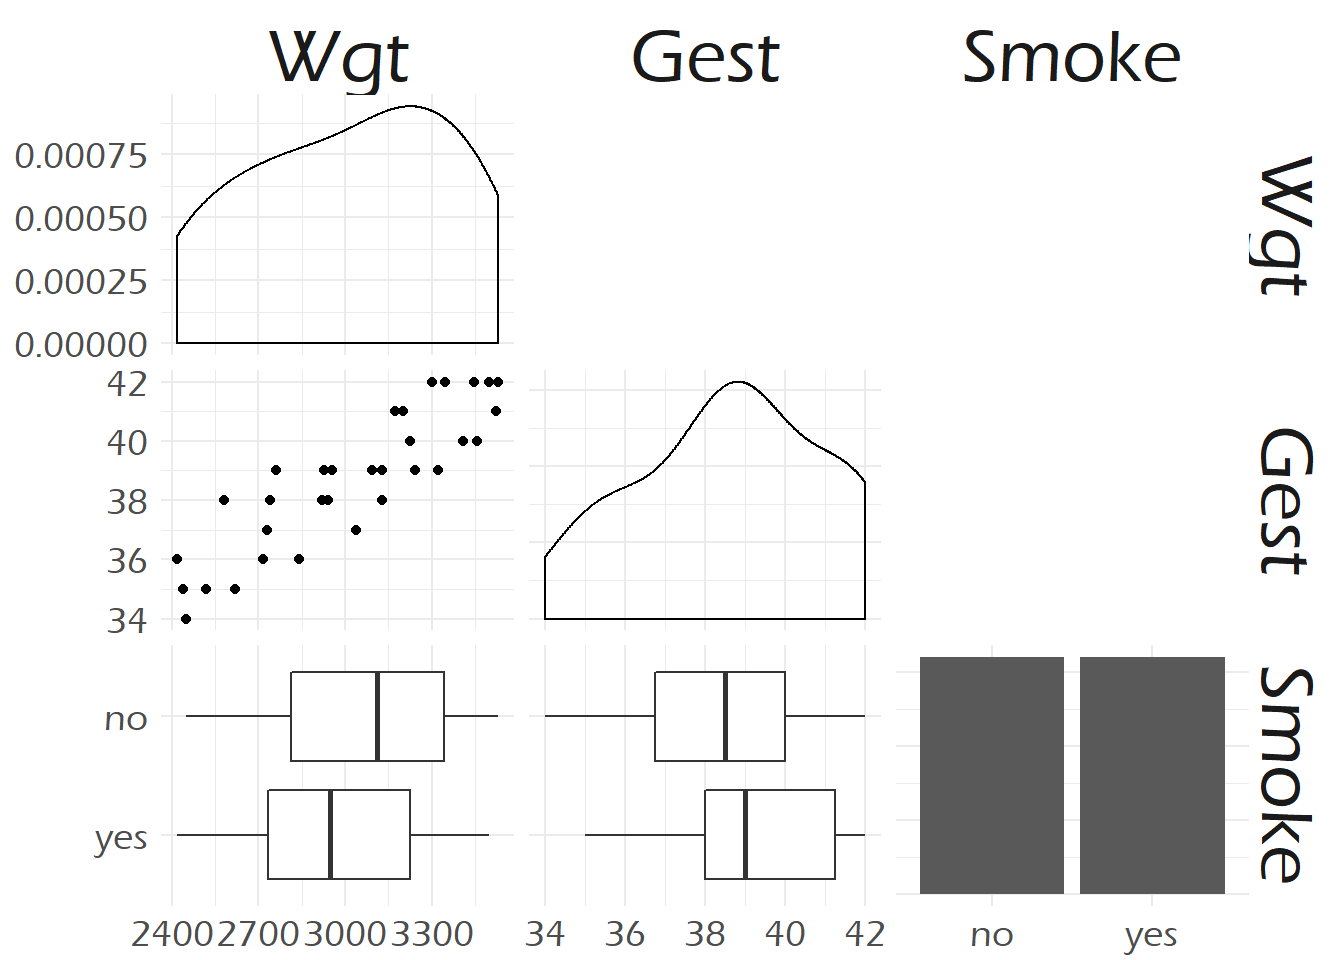 Wgt Gest Smoke
0.00075
0.00050
0.00025
0.00000
Wgt
42
40
38
36
34
Gest
no
yes
Smoke
2400 2700 3000 3300 34 36 38 40 42 no yes